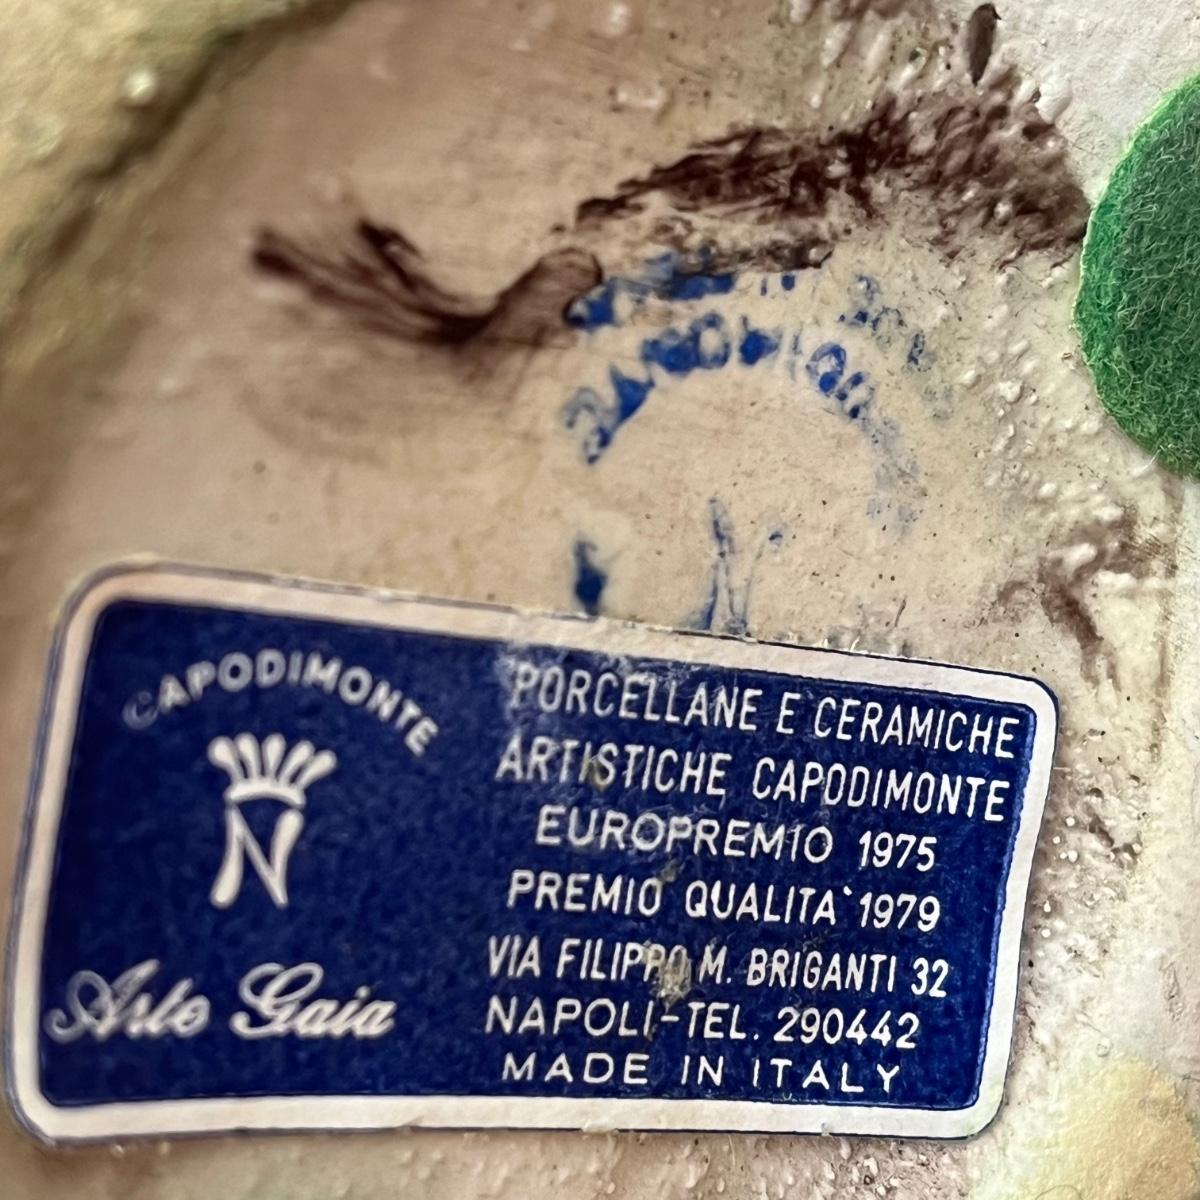 CAPODIMONTE
N
Arte Gaia
PORCELLANE E CERAMICHE
ARTISTICHE CAPODIMONTE
EUROPREMIO 1975
PREMIO QUALITA` 1979
VIA FILIPPO M. BRIGANTI 32
NAPOLI-TEL. 290442
MADE IN ITALY